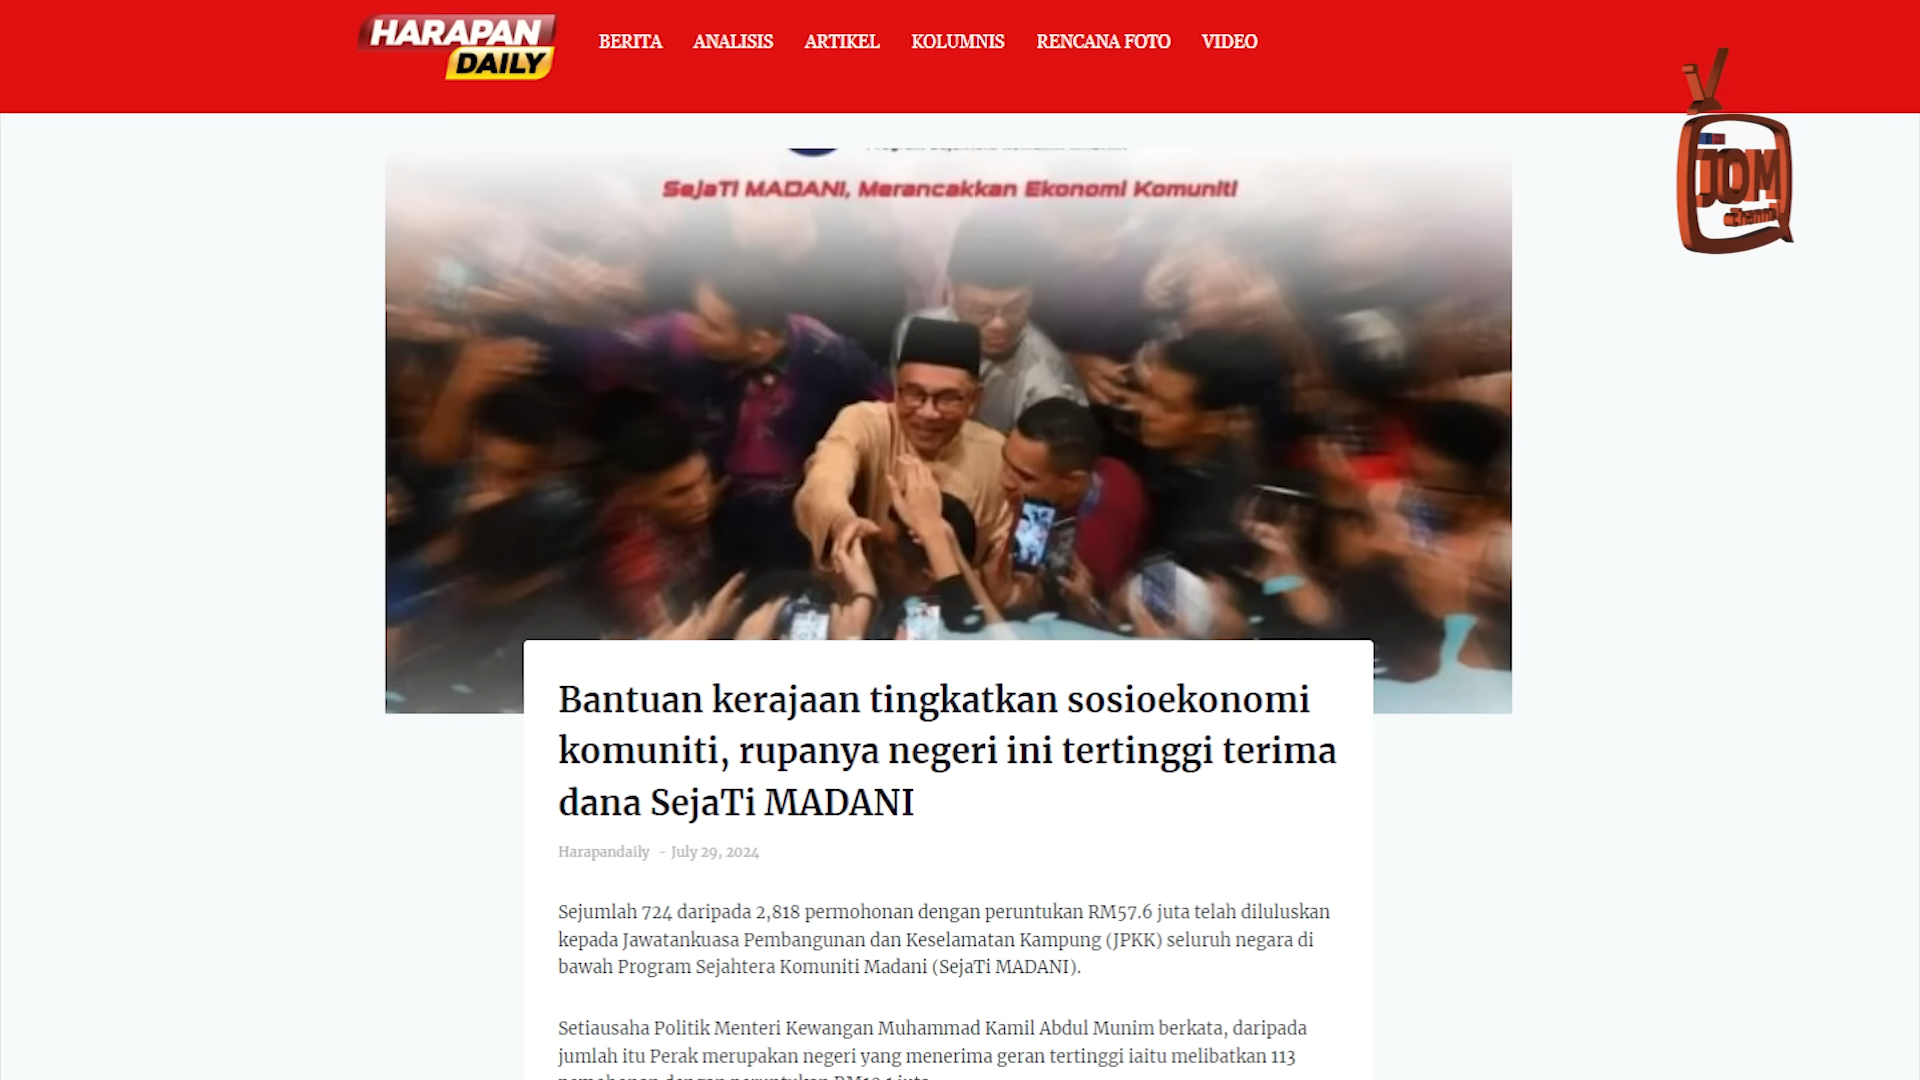 HARAPAN
DAILY
BERITA ANALISIS ARTIKEL KOLUMNIS RENCANA FOTO VIDEO
JOM
channel
SejaTi MADANI, Merancakkan Ekonomi Komuniti
Bantuan kerajaan tingkatkan sosioekonomi
komuniti, rupanya negeri ini tertinggi terima
dana SejaTi MADANI
Harapandaily - July 29, 2024
Sejumlah 724 daripada 2,818 permohonan dengan peruntukan RM57.6 juta telah diluluskan
kepada Jawatankuasa Pembangunan dan Keselamatan Kampung (JPKK) seluruh negara di
bawah Program Sejahtera Komuniti Madani (SejaTi MADANI).
Setiausaha Politik Menteri Kewangan Muhammad Kamil Abdul Munim berkata, daripada
jumlah itu Perak merupakan negeri yang menerima geran tertinggi iaitu melibatkan 113